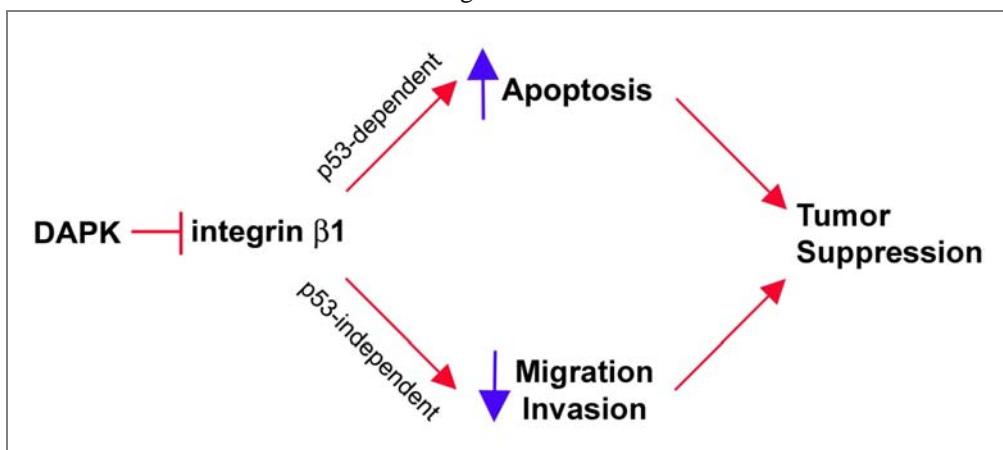 p53-dependent
Apoptosis
DAPK
integrin β1
Tumor
Suppression
p53-independent
Migration
Invasion